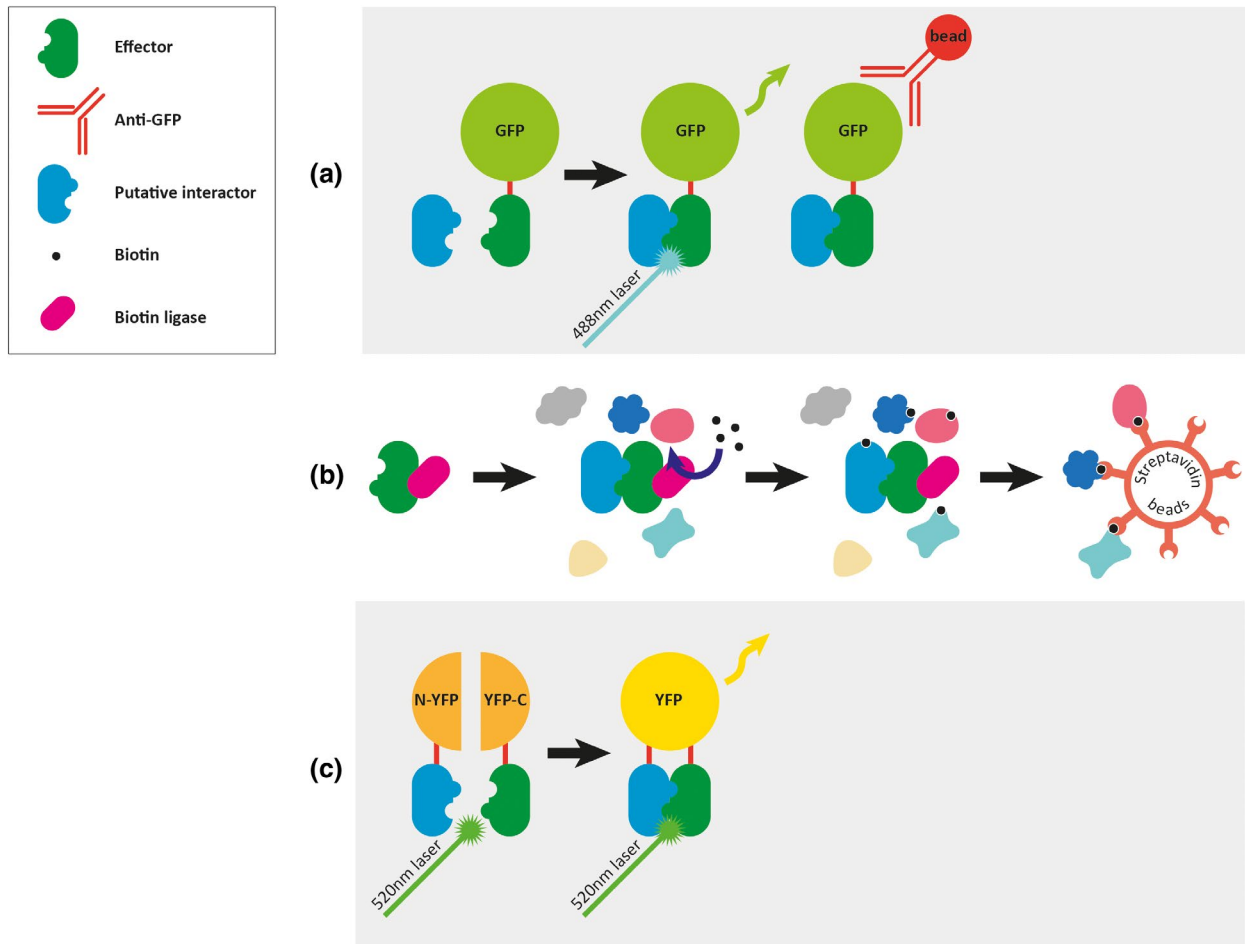 Effector
Anti-GFP
Putative interactor
Biotin
Biotin ligase
(a)
GFP
GFP
488nm laser
GFP
bead
(b)
Streptavidin
beads
(c)
N-YFP
YFP-C
520nm laser
YFP
520nm laser